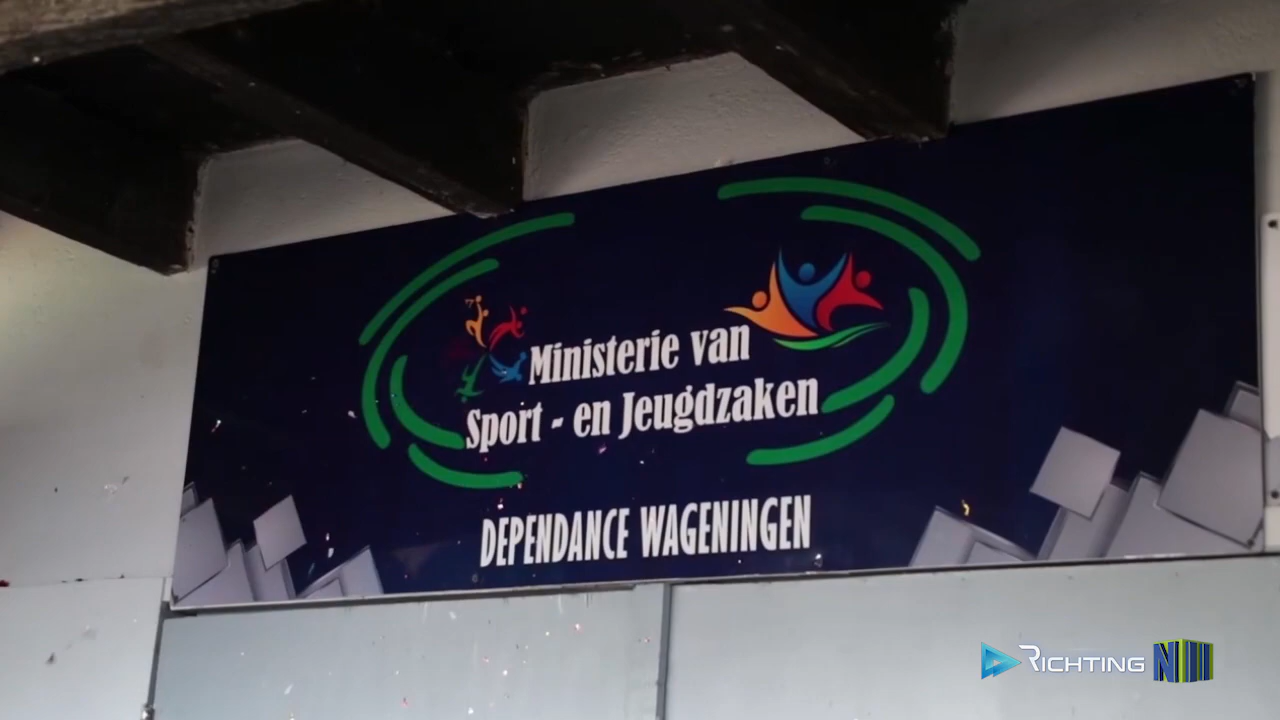 Ministerie van
Sport - en Jeugdzaken
DEPENDANCE WAGENINGEN
RICHTING N